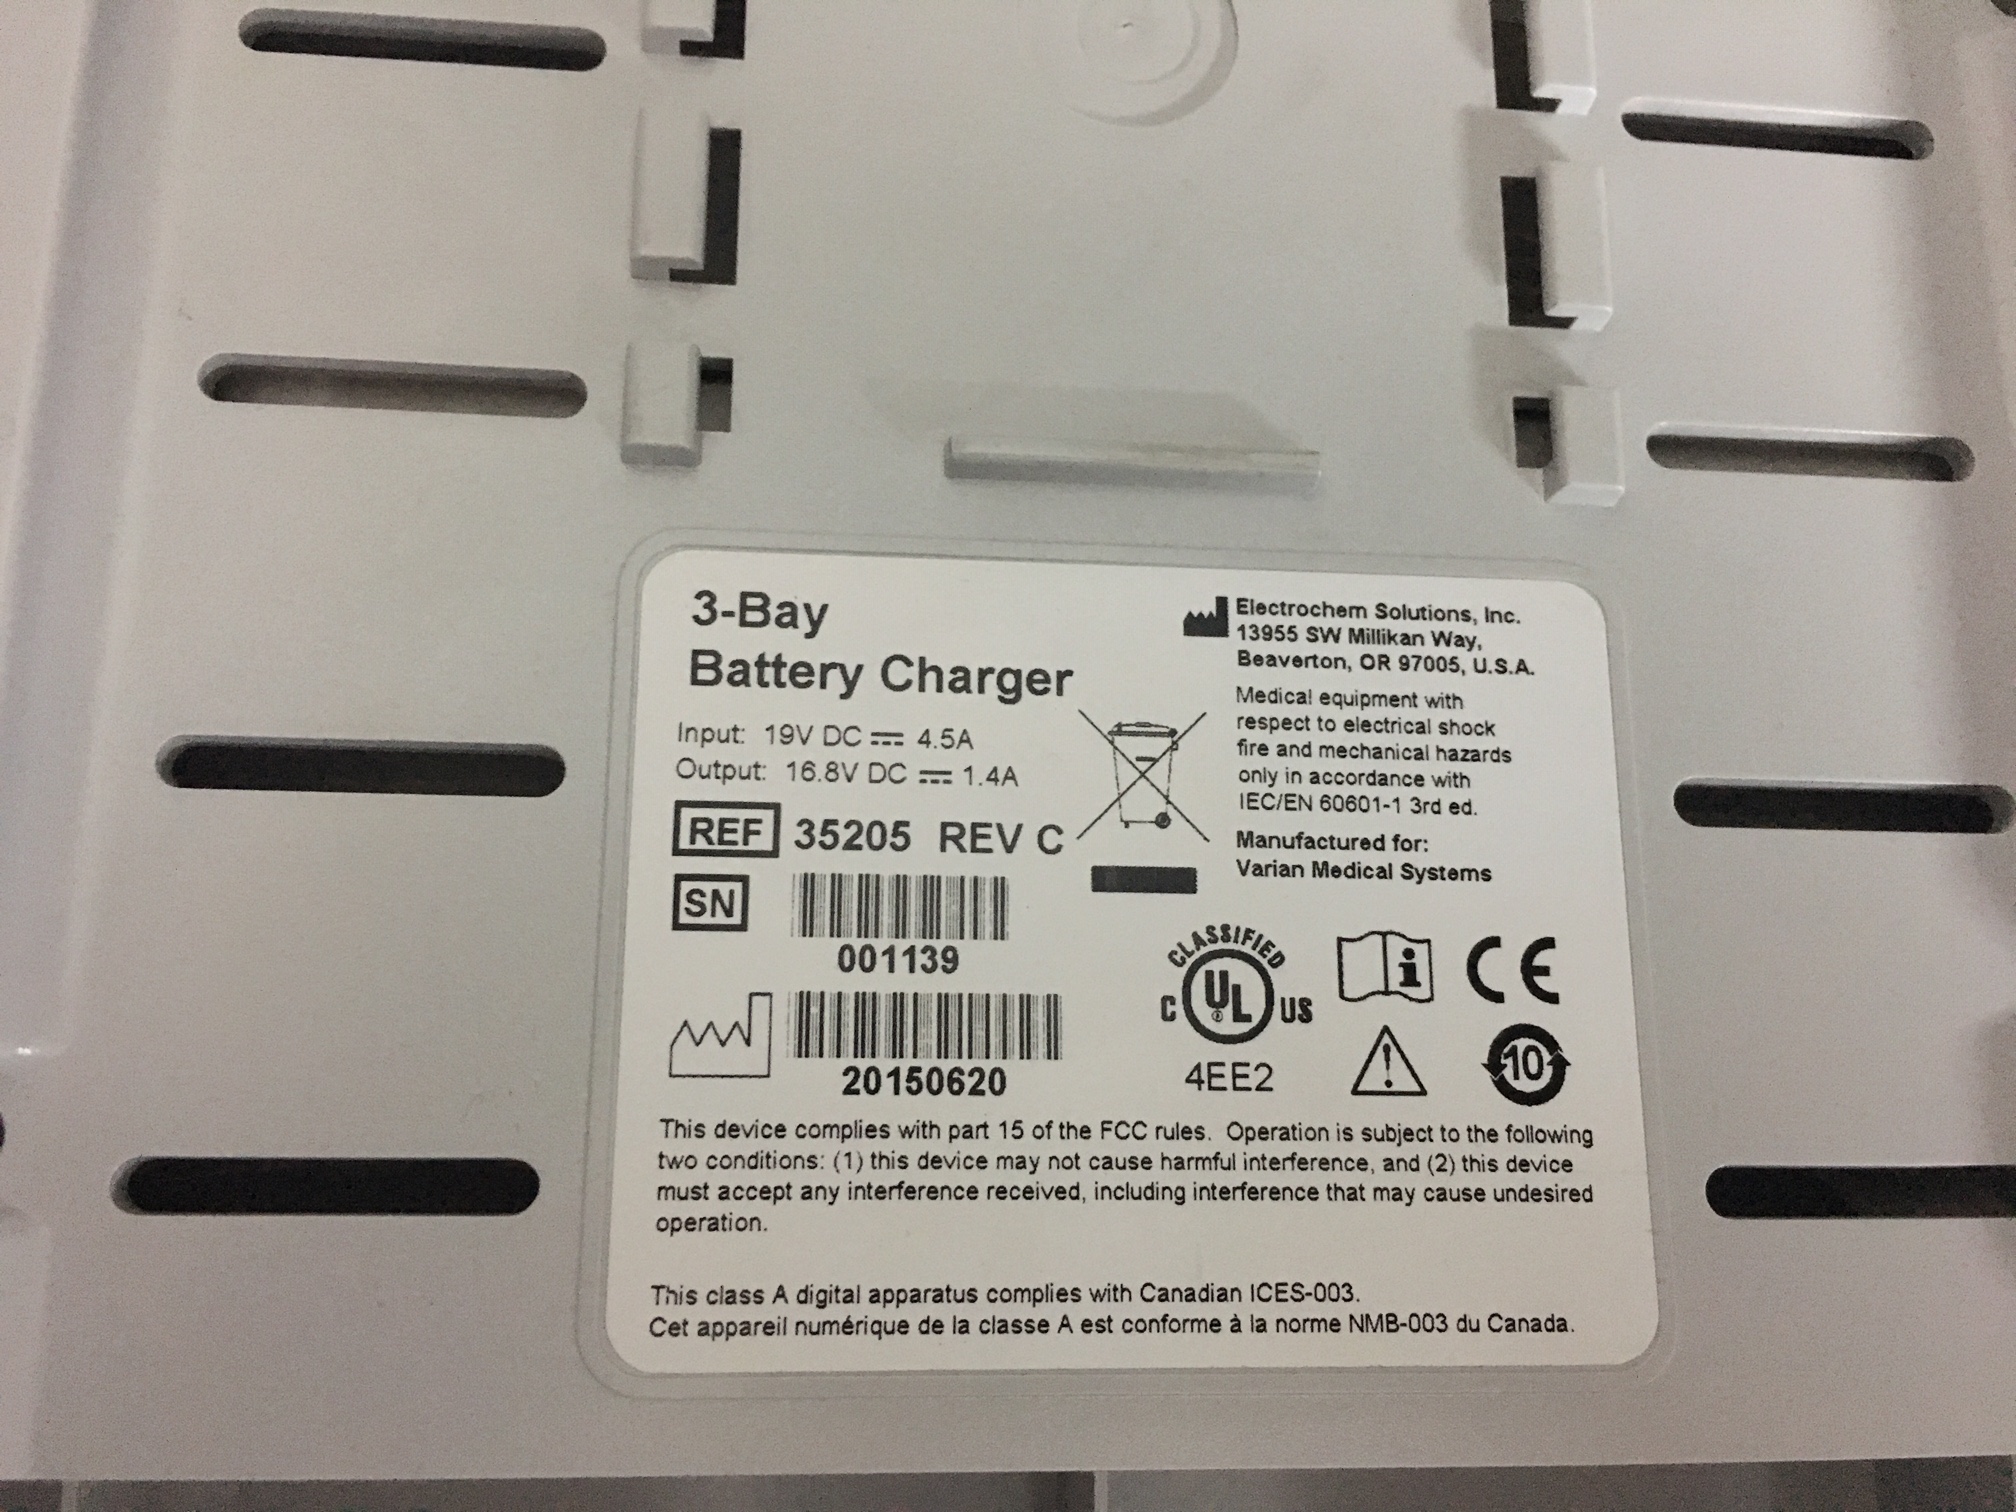 3-Bay
Battery Charger
Input: 19V DC 4.5A
Output: 16.8V DC 1.4A
REF 35205 REV C
SN
001139
20150620
Electrochem Solutions, Inc.
13955 SW Millikan Way,
Beaverton, OR 97005, U.S.A.
Medical equipment with
respect to electrical shock
fire and mechanical hazards
only in accordance with
IEC/EN 60601-1 3rd ed.
Manufactured for:
Varian Medical Systems
CLASSIFIED
C UL US
4EE2
i
CE
10
This device complies with part 15 of the FCC rules. Operation is subject to the following
two conditions: (1) this device may not cause harmful interference, and (2) this device
must accept any interference received, including interference that may cause undesired
operation.
This class A digital apparatus complies with Canadian ICES-003.
Cet appareil numérique de la classe A est conforme à la norme NMB-003 du Canada.